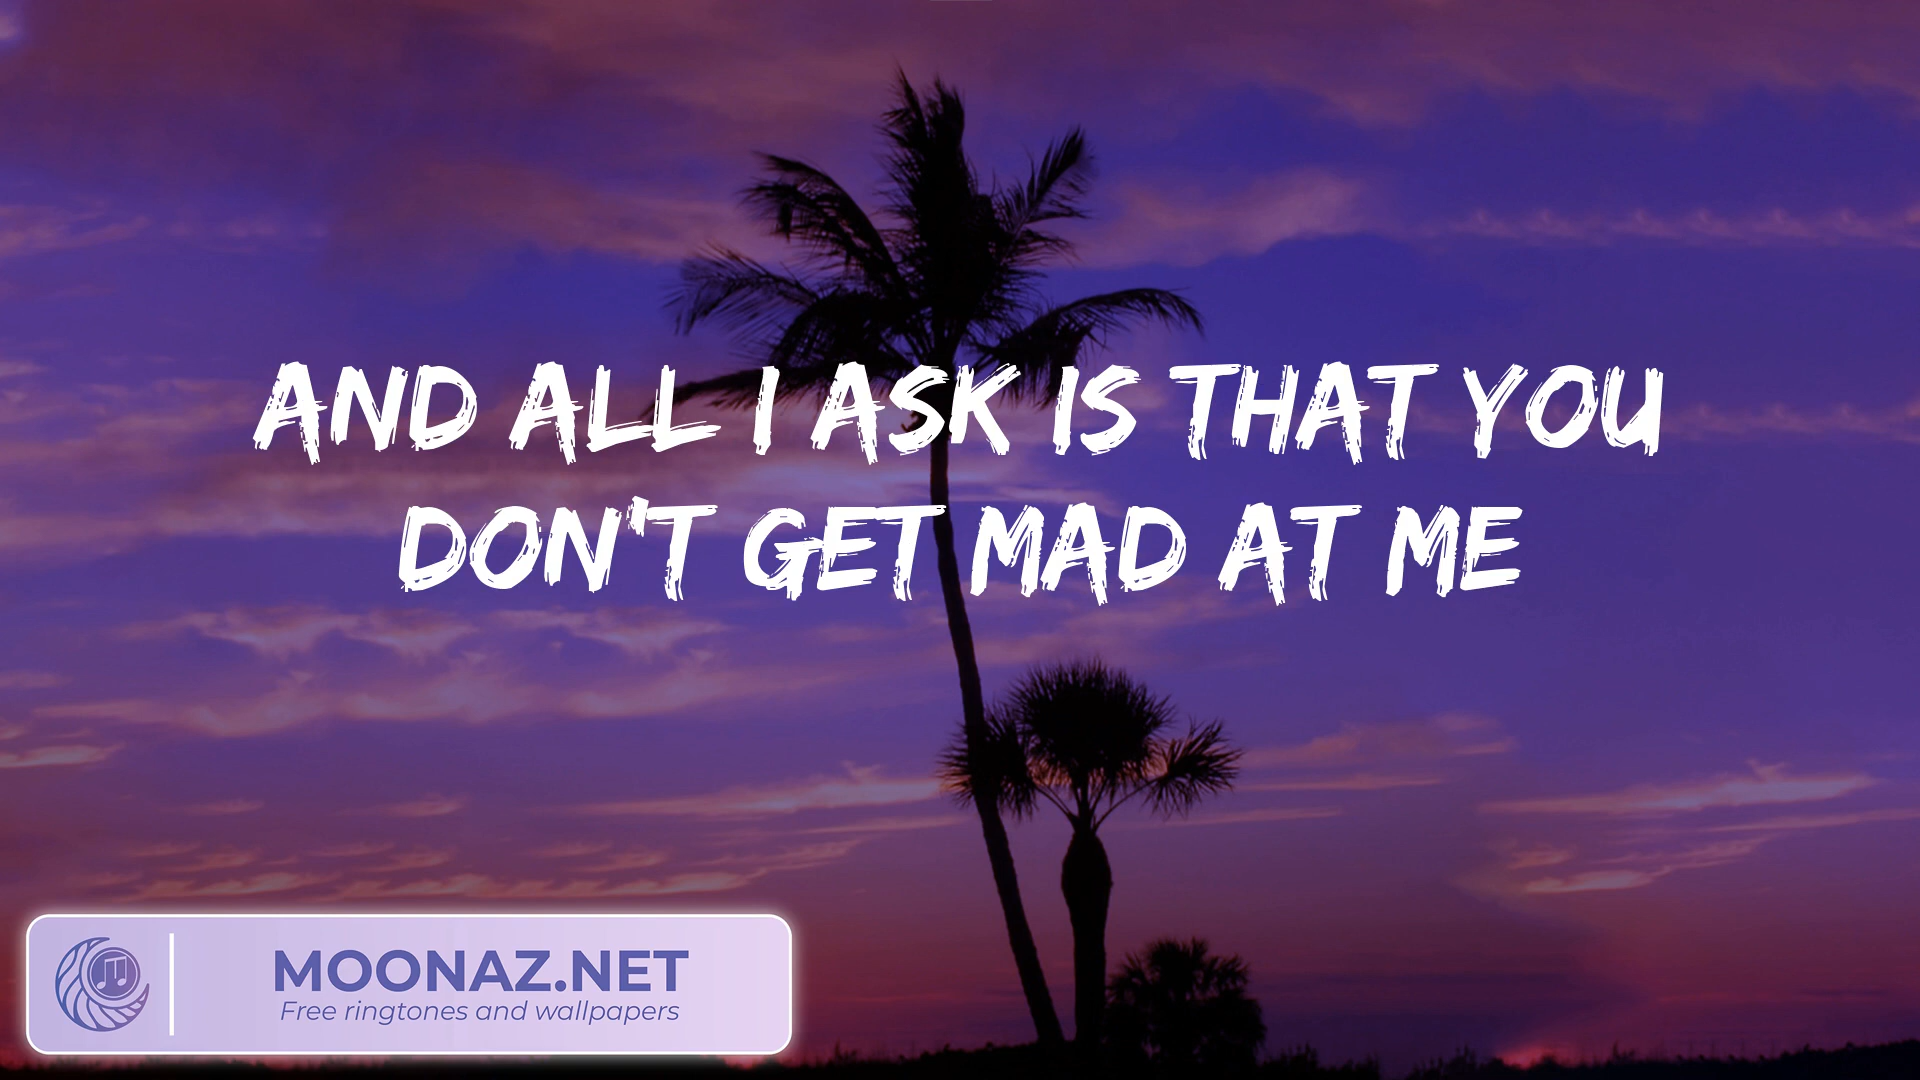 AND ALL I ASK IS THAT YOU
DON'T GET MAD AT ME
MOONAZ.NET
Free ringtones and wallpapers